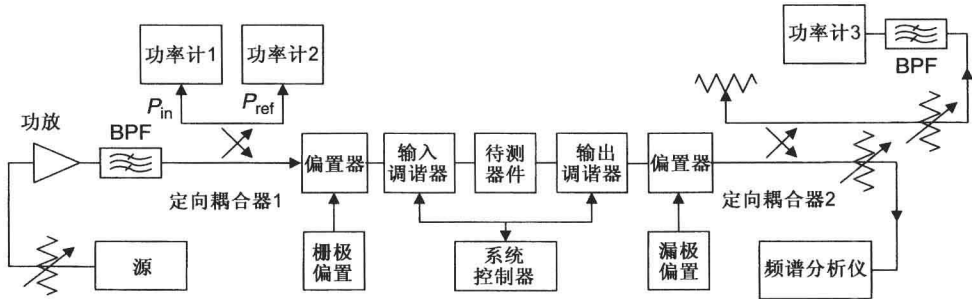 功率计1
功率计2
功率计3
BPF
P_in
P_ref
功放
BPF
偏置器
输入
调谐器
待测
器件
输出
调谐器
偏置器
定向耦合器1
定向耦合器2
源
栅极
偏置
系统
控制器
漏极
偏置
频谱分析仪